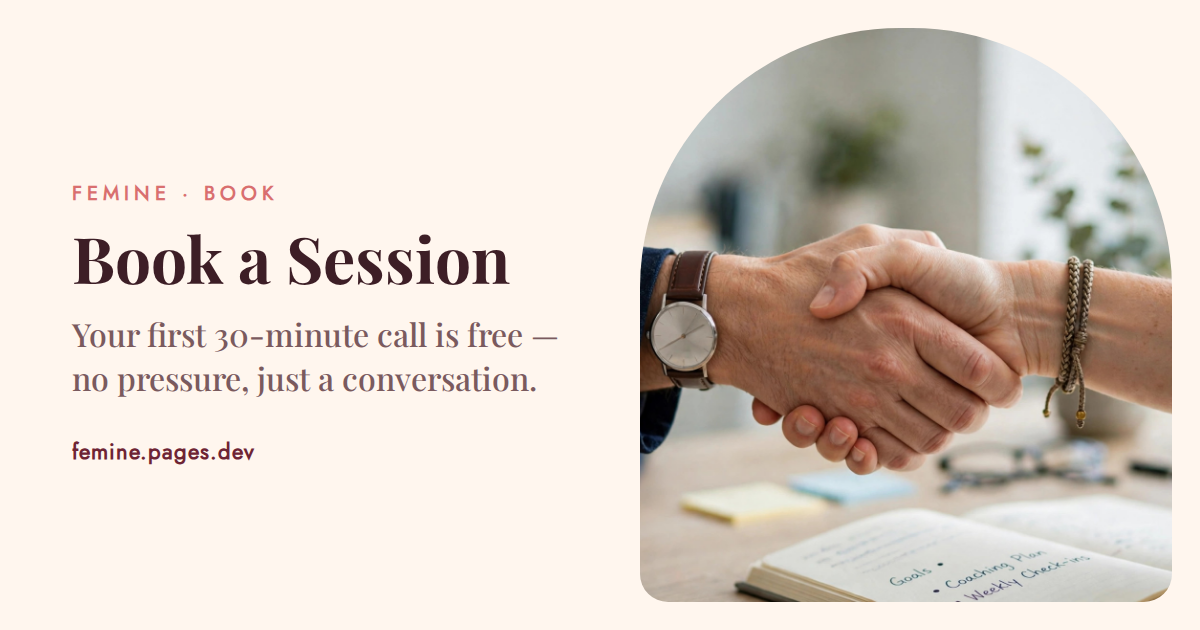 FEMINE · BOOK
Book a Session
Your first 30-minute call is free —
no pressure, just a conversation.
femine.pages.dev
Goals • Coaching Plan
• Weekly Check-ins